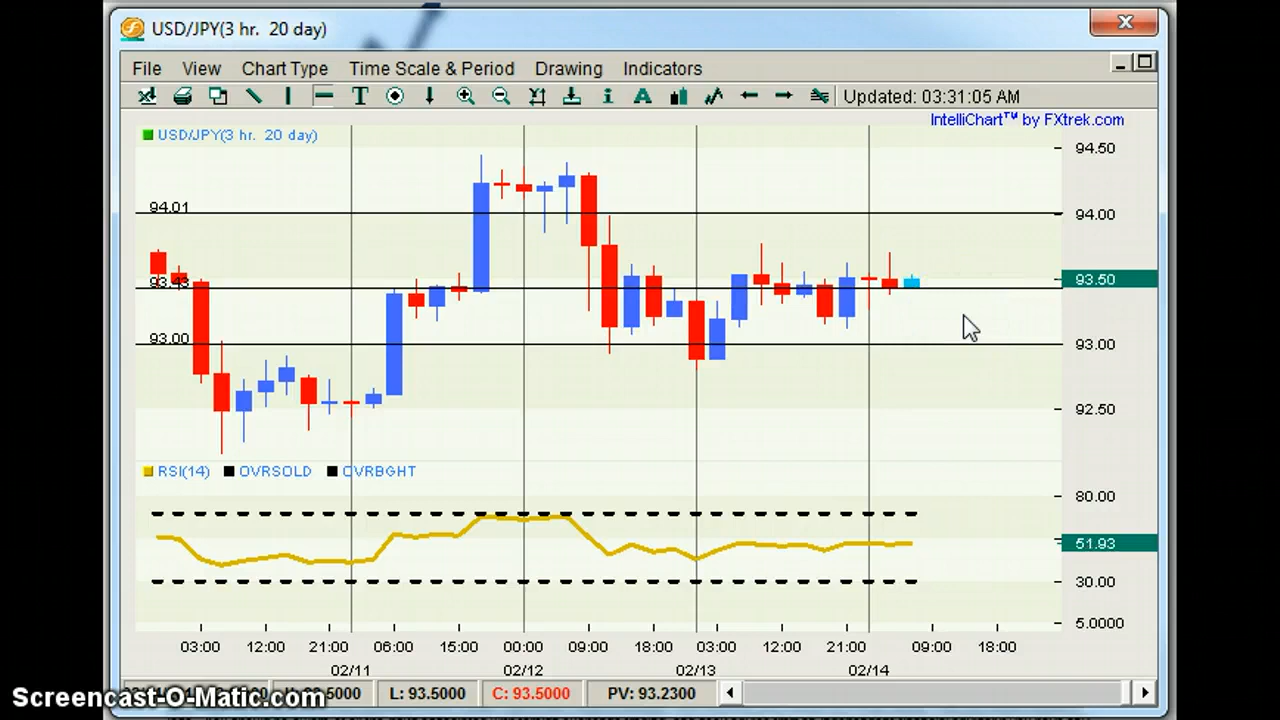 USD/JPY(3 hr. 20 day)
File View Chart Type Time Scale & Period Drawing Indicators
Updated: 03:31:05 AM
IntelliChart™ by FXtrek.com
USD/JPY(3 hr. 20 day)
94.50
94.01
94.00
93.43
93.50
93.00
93.00
92.50
RSI(14) OVRSOLD OVRBGHT
80.00
51.93
30.00
5.0000
03:00 12:00 21:00 06:00 15:00 00:00 09:00 18:00 03:00 12:00 21:00 09:00 18:00
02/11 02/12 02/13 02/14
L: 93.5000 C: 93.5000 PV: 93.2300
Screencast-O-Matic.com